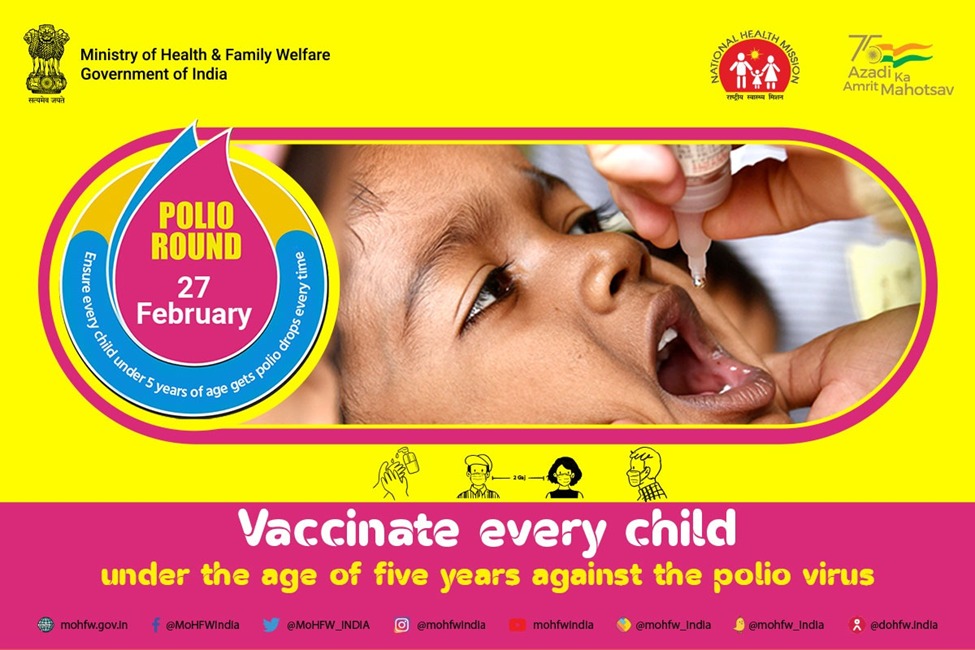 Ministry of Health & Family Welfare
Government of India
सत्यमेव जयते
NATIONAL HEALTH MISSION
राष्ट्रीय स्वास्थ्य मिशन
75
Azadi Ka
Amrit Mahotsav
POLIO
ROUND
27
February
Ensure every child under 5 years of age gets polio drops every time
2 Gaj
Vaccinate every child
under the age of five years against the polio virus
mohfw.gov.in @MoHFWIndia @MoHFW_INDIA @mohfwindia mohfwindia @mohfw_india @mohfw_india @dohf.india